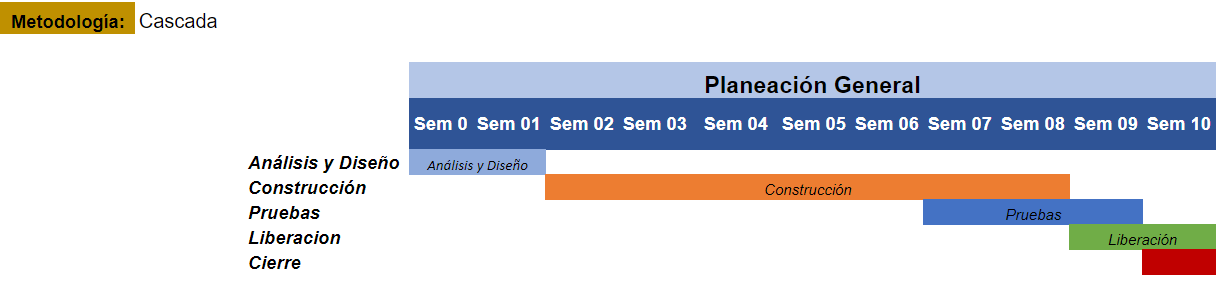 Metodología: Cascada
Planeación General
Sem 0 Sem 01 Sem 02 Sem 03 Sem 04 Sem 05 Sem 06 Sem 07 Sem 08 Sem 09 Sem 10
Análisis y Diseño Análisis y Diseño
Construcción Construcción
Pruebas Pruebas
Liberacion Liberación
Cierre